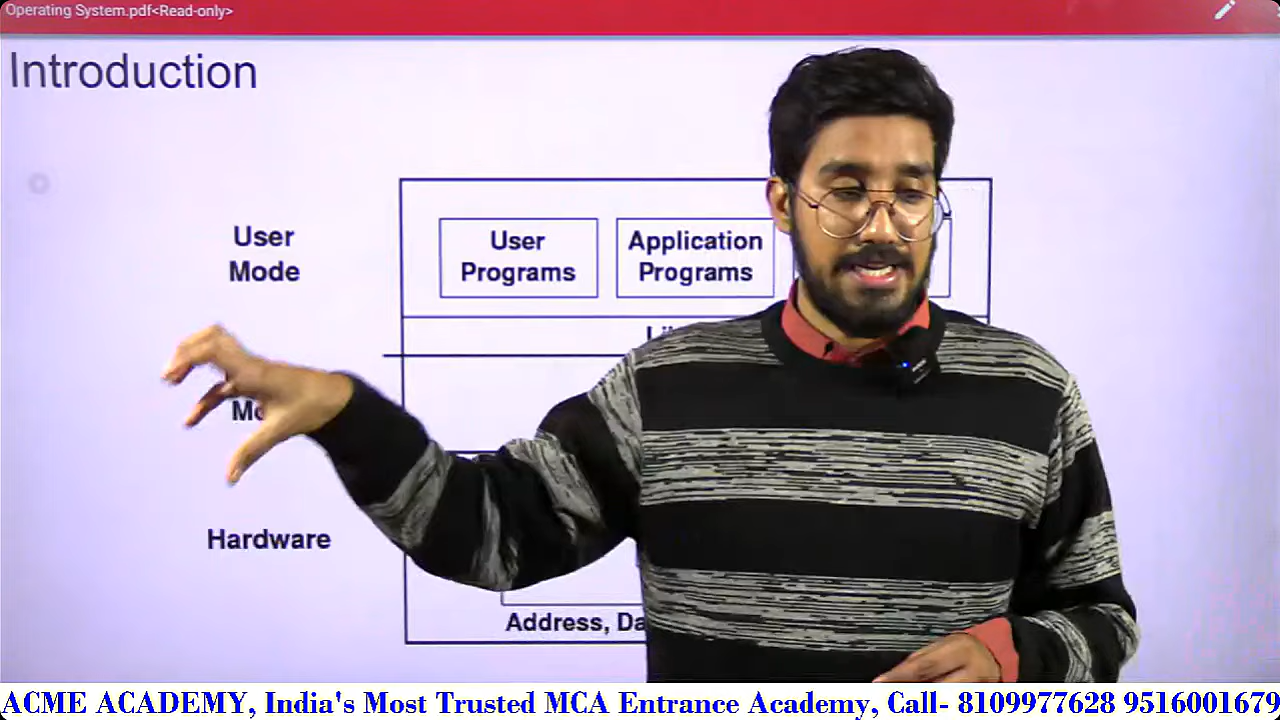 Operating System.pdf<Read-only>
Introduction
User
Mode
User
Programs
Application
Programs
Hardware
Address,
ACME ACADEMY, India's Most Trusted MCA Entrance Academy, Call- 8109977628 9516001679